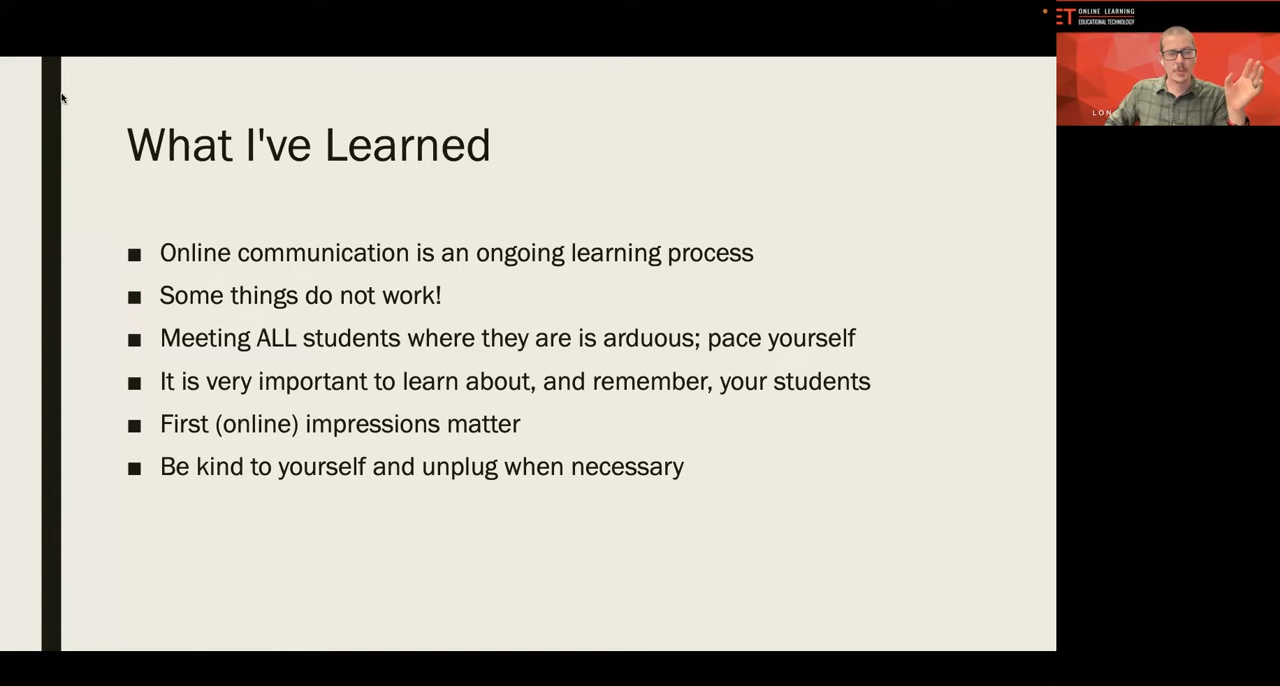 ET ONLINE LEARNING
EDUCATIONAL TECHNOLOGY
LON
What I've Learned
■ Online communication is an ongoing learning process
■ Some things do not work!
■ Meeting ALL students where they are is arduous; pace yourself
■ It is very important to learn about, and remember, your students
■ First (online) impressions matter
■ Be kind to yourself and unplug when necessary